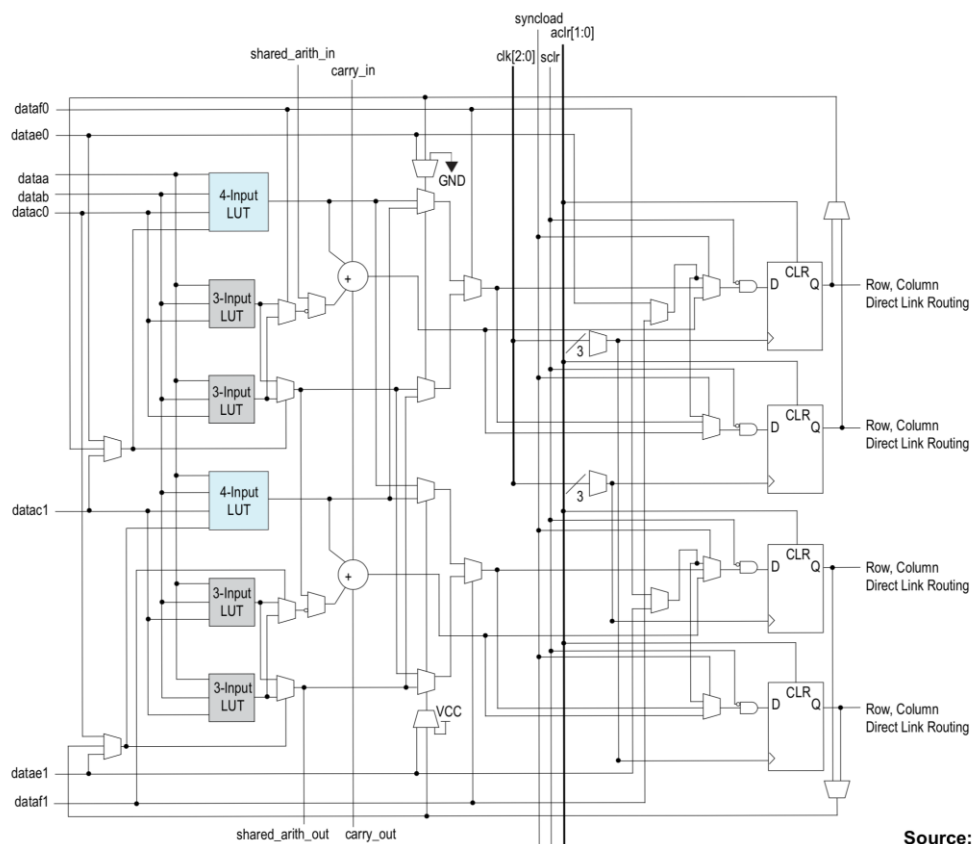 syncload
aclr[1:0]
shared_arith_in
clk[2:0]
sclr
carry_in
dataf0
datae0
dataa
datab
datac0
4-Input
LUT
GND
+
CLR
D
Q
Row, Column
Direct Link Routing
3-Input
LUT
3
3-Input
LUT
CLR
D
Q
Row, Column
Direct Link Routing
4-Input
LUT
3
datac1
+
CLR
D
Q
Row, Column
Direct Link Routing
3-Input
LUT
3-Input
LUT
VCC
CLR
D
Q
Row, Column
Direct Link Routing
datae1
dataf1
shared_arith_out
carry_out
Source: